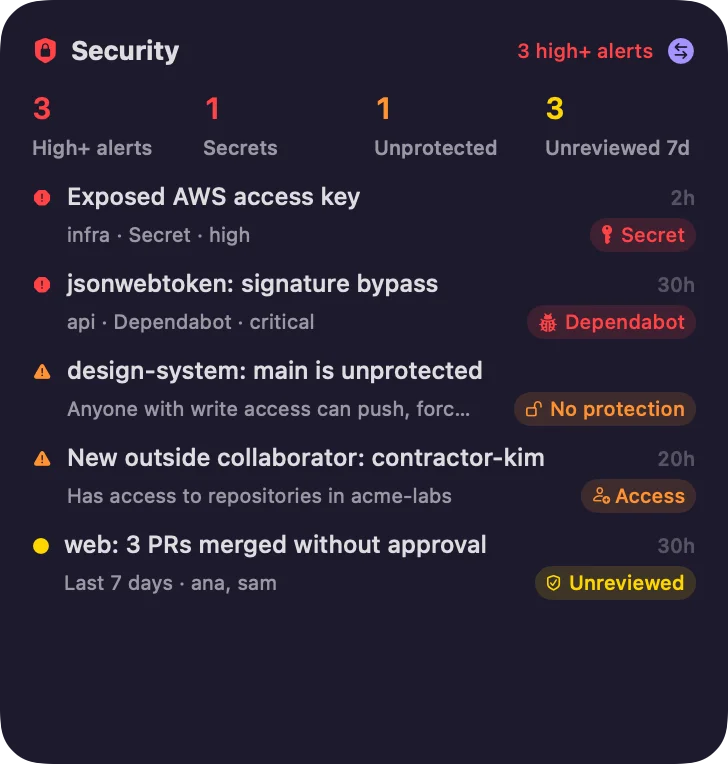 Security
3 high+ alerts
3 1 1 3
High+ alerts Secrets Unprotected Unreviewed 7d
Exposed AWS access key 2h
infra · Secret · high Secret
jsonwebtoken: signature bypass 30h
api · Dependabot · critical Dependabot
design-system: main is unprotected
Anyone with write access can push, forc... No protection
New outside collaborator: contractor-kim 20h
Has access to repositories in acme-labs Access
web: 3 PRs merged without approval 30h
Last 7 days · ana, sam Unreviewed